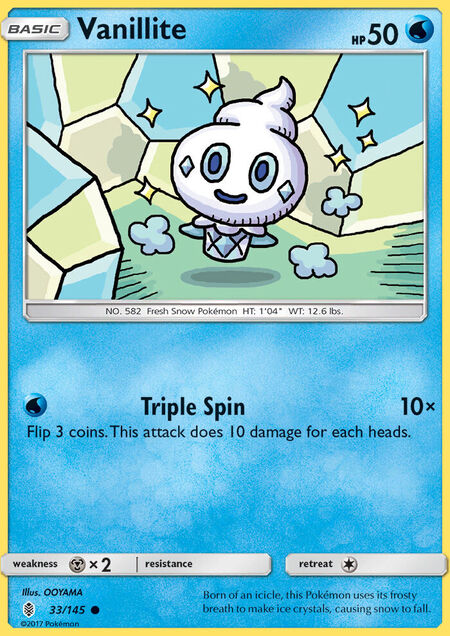 BASIC Vanillite HP50
NO. 582 Fresh Snow Pokémon HT: 1'04" WT: 12.6 lbs.
Triple Spin 10×
Flip 3 coins. This attack does 10 damage for each heads.
weakness ×2 resistance retreat
Illus. OOYAMA
33/145
©2017 Pokémon
Born of an icicle, this Pokémon uses its frosty
breath to make ice crystals, causing snow to fall.